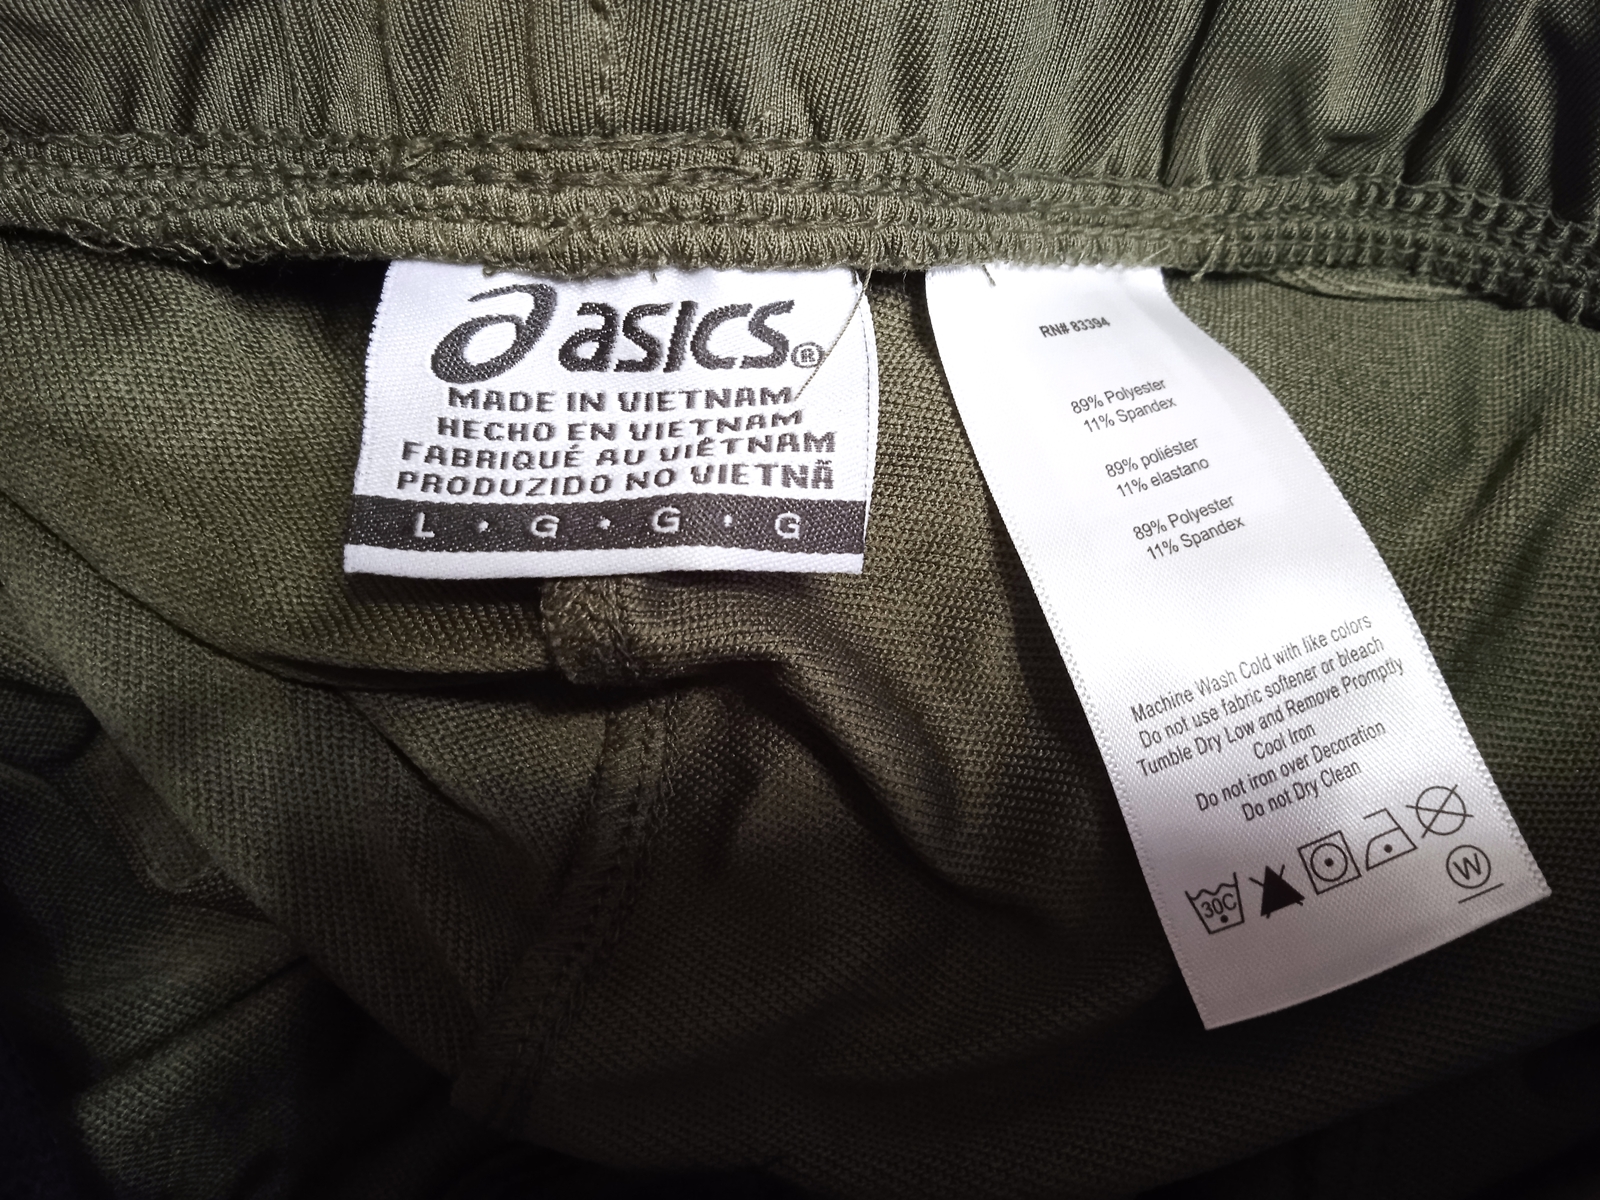 asics®
MADE IN VIETNAM
HECHO EN VIETNAM
FABRIQUÉ AU VIÊTNAM
PRODUZIDO NO VIETNÃ
L · G · G · G
RN# 83394
89% Polyester
11% Spandex
89% poliéster
11% elastano
89% Polyester
11% Spandex
Machine Wash Cold with like colors
Do not use fabric softener or bleach
Tumble Dry Low and Remove Promptly
Cool Iron
Do not iron over Decoration
Do not Dry Clean
30C
W